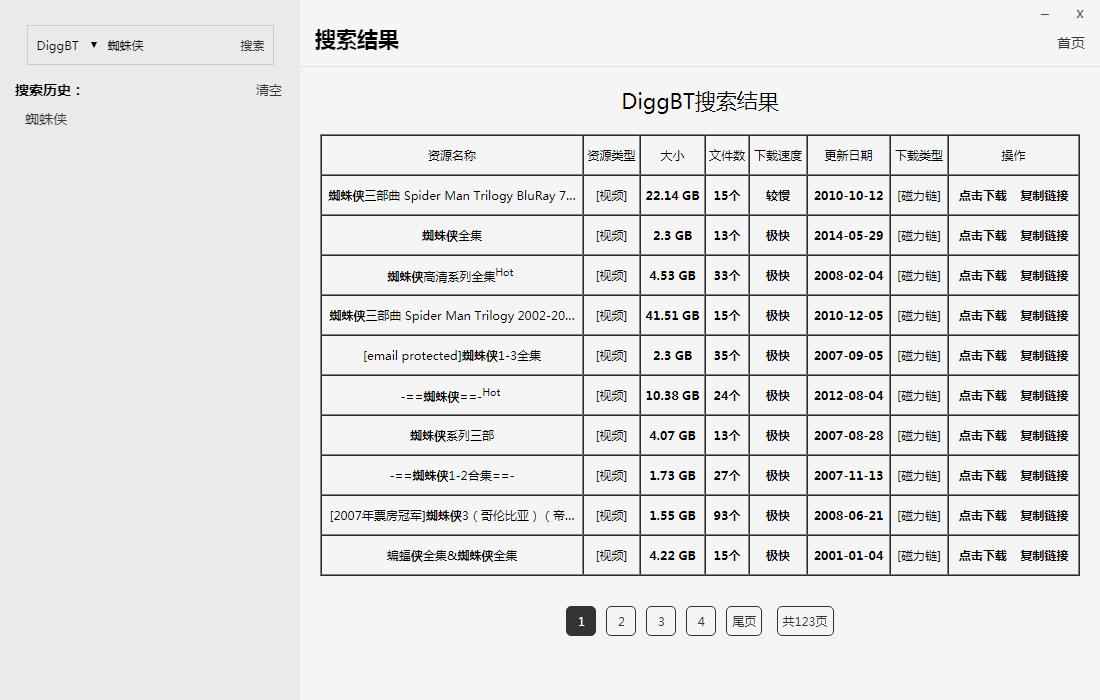 DiggBT ▼ 蜘蛛侠 搜索
搜索历史： 清空
蜘蛛侠
— X
搜索结果
首页
DiggBT搜索结果
资源名称 资源类型 大小 文件数 下载速度 更新日期 下载类型 操作
蜘蛛侠三部曲 Spider Man Trilogy BluRay 7... [视频] 22.14 GB 15个 较慢 2010-10-12 [磁力链] 点击下载 复制链接
蜘蛛侠全集 [视频] 2.3 GB 13个 极快 2014-05-29 [磁力链] 点击下载 复制链接
蜘蛛侠高清系列全集Hot [视频] 4.53 GB 33个 极快 2008-02-04 [磁力链] 点击下载 复制链接
蜘蛛侠三部曲 Spider Man Trilogy 2002-20... [视频] 41.51 GB 15个 极快 2010-12-05 [磁力链] 点击下载 复制链接
[email protected]蜘蛛侠1-3全集 [视频] 2.3 GB 35个 极快 2007-09-05 [磁力链] 点击下载 复制链接
-==蜘蛛侠==-Hot [视频] 10.38 GB 24个 极快 2012-08-04 [磁力链] 点击下载 复制链接
蜘蛛侠系列三部 [视频] 4.07 GB 13个 极快 2007-08-28 [磁力链] 点击下载 复制链接
-==蜘蛛侠1-2合集==- [视频] 1.73 GB 27个 极快 2007-11-13 [磁力链] 点击下载 复制链接
[2007年票房冠军]蜘蛛侠3（哥伦比亚）（帝... [视频] 1.55 GB 93个 极快 2008-06-21 [磁力链] 点击下载 复制链接
蝙蝠侠全集&蜘蛛侠全集 [视频] 4.22 GB 15个 极快 2001-01-04 [磁力链] 点击下载 复制链接
1 2 3 4 尾页 共123页